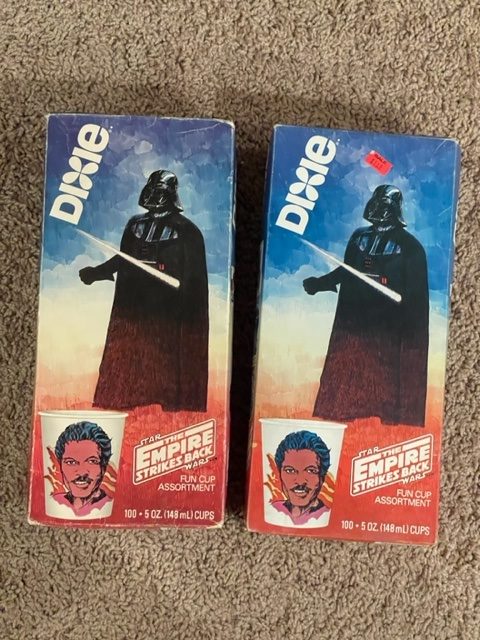 DIXIE
STAR
THE
EMPIRE
STRIKES BACK
WARS
FUN CUP
ASSORTMENT
100 • 5 OZ. (148 mL) CUPS
DIXIE
STAR
THE
EMPIRE
STRIKES BACK
WARS
FUN CUP
ASSORTMENT
100 • 5 OZ. (148 mL) CUPS